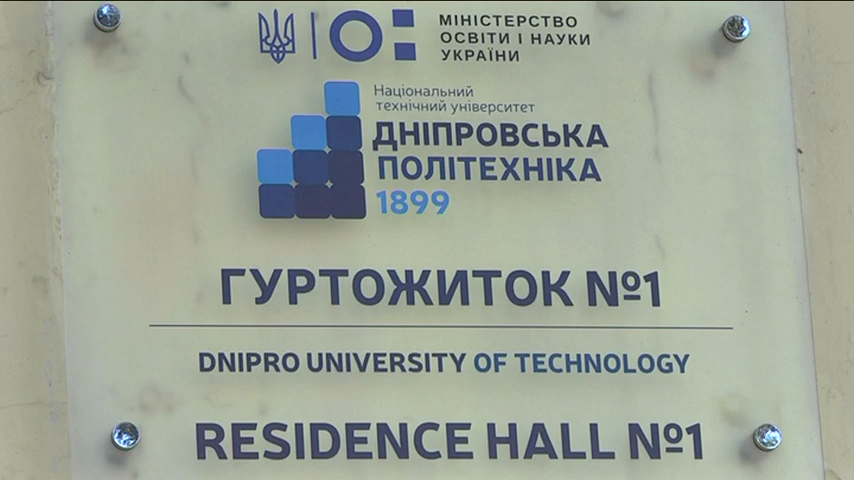 МІНІСТЕРСТВО
ОСВІТИ І НАУКИ
УКРАЇНИ
Національний
технічний університет
ДНІПРОВСЬКА
ПОЛІТЕХНІКА
1899
ГУРТОЖИТОК №1
DNIPRO UNIVERSITY OF TECHNOLOGY
RESIDENCE HALL №1